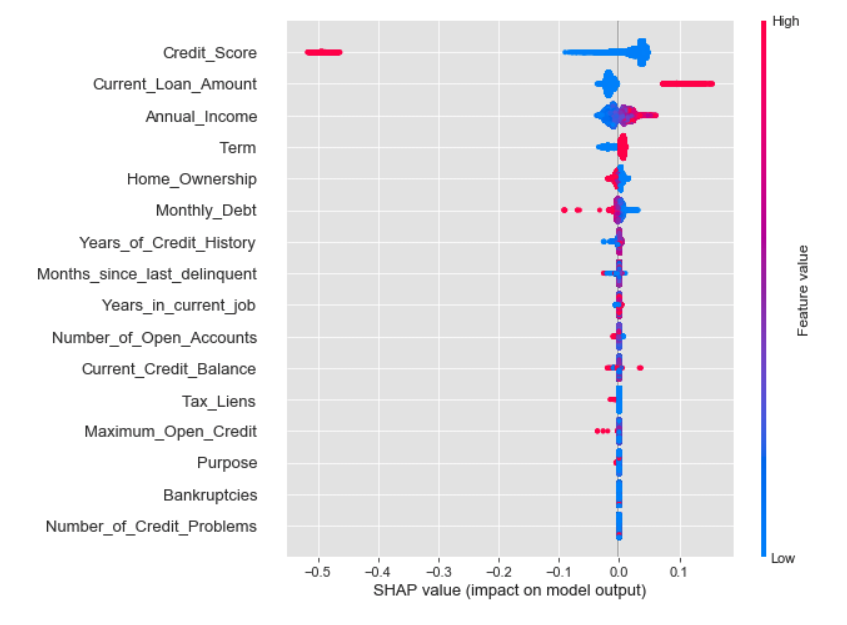 High
Credit_Score
Current_Loan_Amount
Annual_Income
Term
Home_Ownership
Monthly_Debt
Years_of_Credit_History
Months_since_last_delinquent
Years_in_current_job
Number_of_Open_Accounts
Current_Credit_Balance
Tax_Liens
Maximum_Open_Credit
Purpose
Bankruptcies
Number_of_Credit_Problems
Feature value
Low
−0.5 −0.4 −0.3 −0.2 −0.1 0.0 0.1
SHAP value (impact on model output)